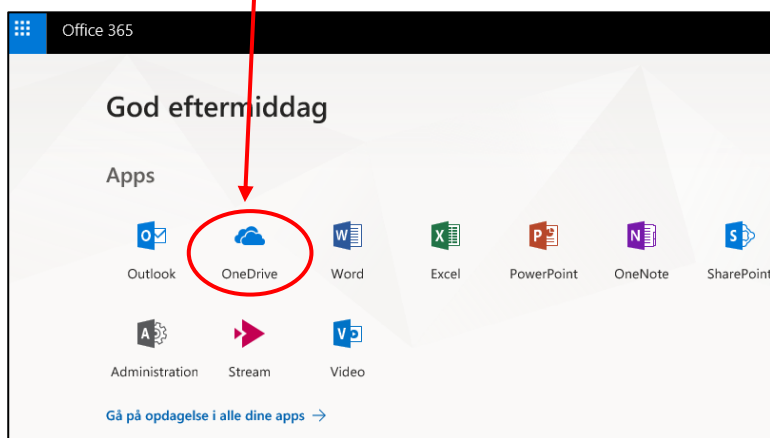 Office 365
God eftermiddag
Apps
Outlook OneDrive Word Excel PowerPoint OneNote SharePoint
Administration Stream Video
Gå på opdagelse i alle dine apps →